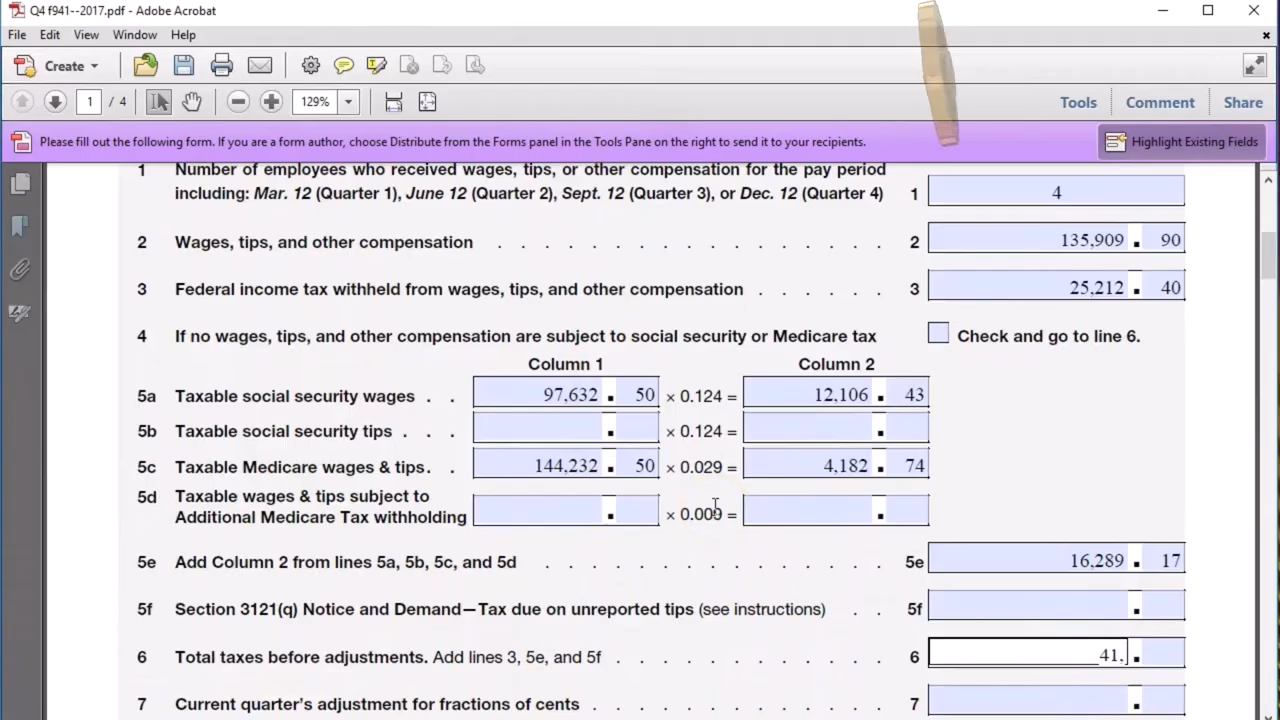 Q4 f941--2017.pdf - Adobe Acrobat
File Edit View Window Help
Create
1 / 4 129% Tools Comment Share
Please fill out the following form. If you are a form author, choose Distribute from the Forms panel in the Tools Pane on the right to send it to your recipients. Highlight Existing Fields
1 Number of employees who received wages, tips, or other compensation for the pay period
including: Mar. 12 (Quarter 1), June 12 (Quarter 2), Sept. 12 (Quarter 3), or Dec. 12 (Quarter 4) 1 4
2 Wages, tips, and other compensation . . . . . . . . . . . . . . . . . 2 135,909 . 90
3 Federal income tax withheld from wages, tips, and other compensation . . . . . . 3 25,212 . 40
4 If no wages, tips, and other compensation are subject to social security or Medicare tax Check and go to line 6.
Column 1 Column 2
5a Taxable social security wages . . 97,632 . 50 × 0.124 = 12,106 . 43
5b Taxable social security tips . . . . × 0.124 = .
5c Taxable Medicare wages & tips. . 144,232 . 50 × 0.029 = 4,182 . 74
5d Taxable wages & tips subject to
Additional Medicare Tax withholding . × 0.009 = .
5e Add Column 2 from lines 5a, 5b, 5c, and 5d . . . . . . . . . . . . . . . 5e 16,289 . 17
5f Section 3121(q) Notice and Demand—Tax due on unreported tips (see instructions) . . 5f .
6 Total taxes before adjustments. Add lines 3, 5e, and 5f . . . . . . . . . . . . 6 41, .
7 Current quarter's adjustment for fractions of cents . . . . . . . . . . . . . 7 .